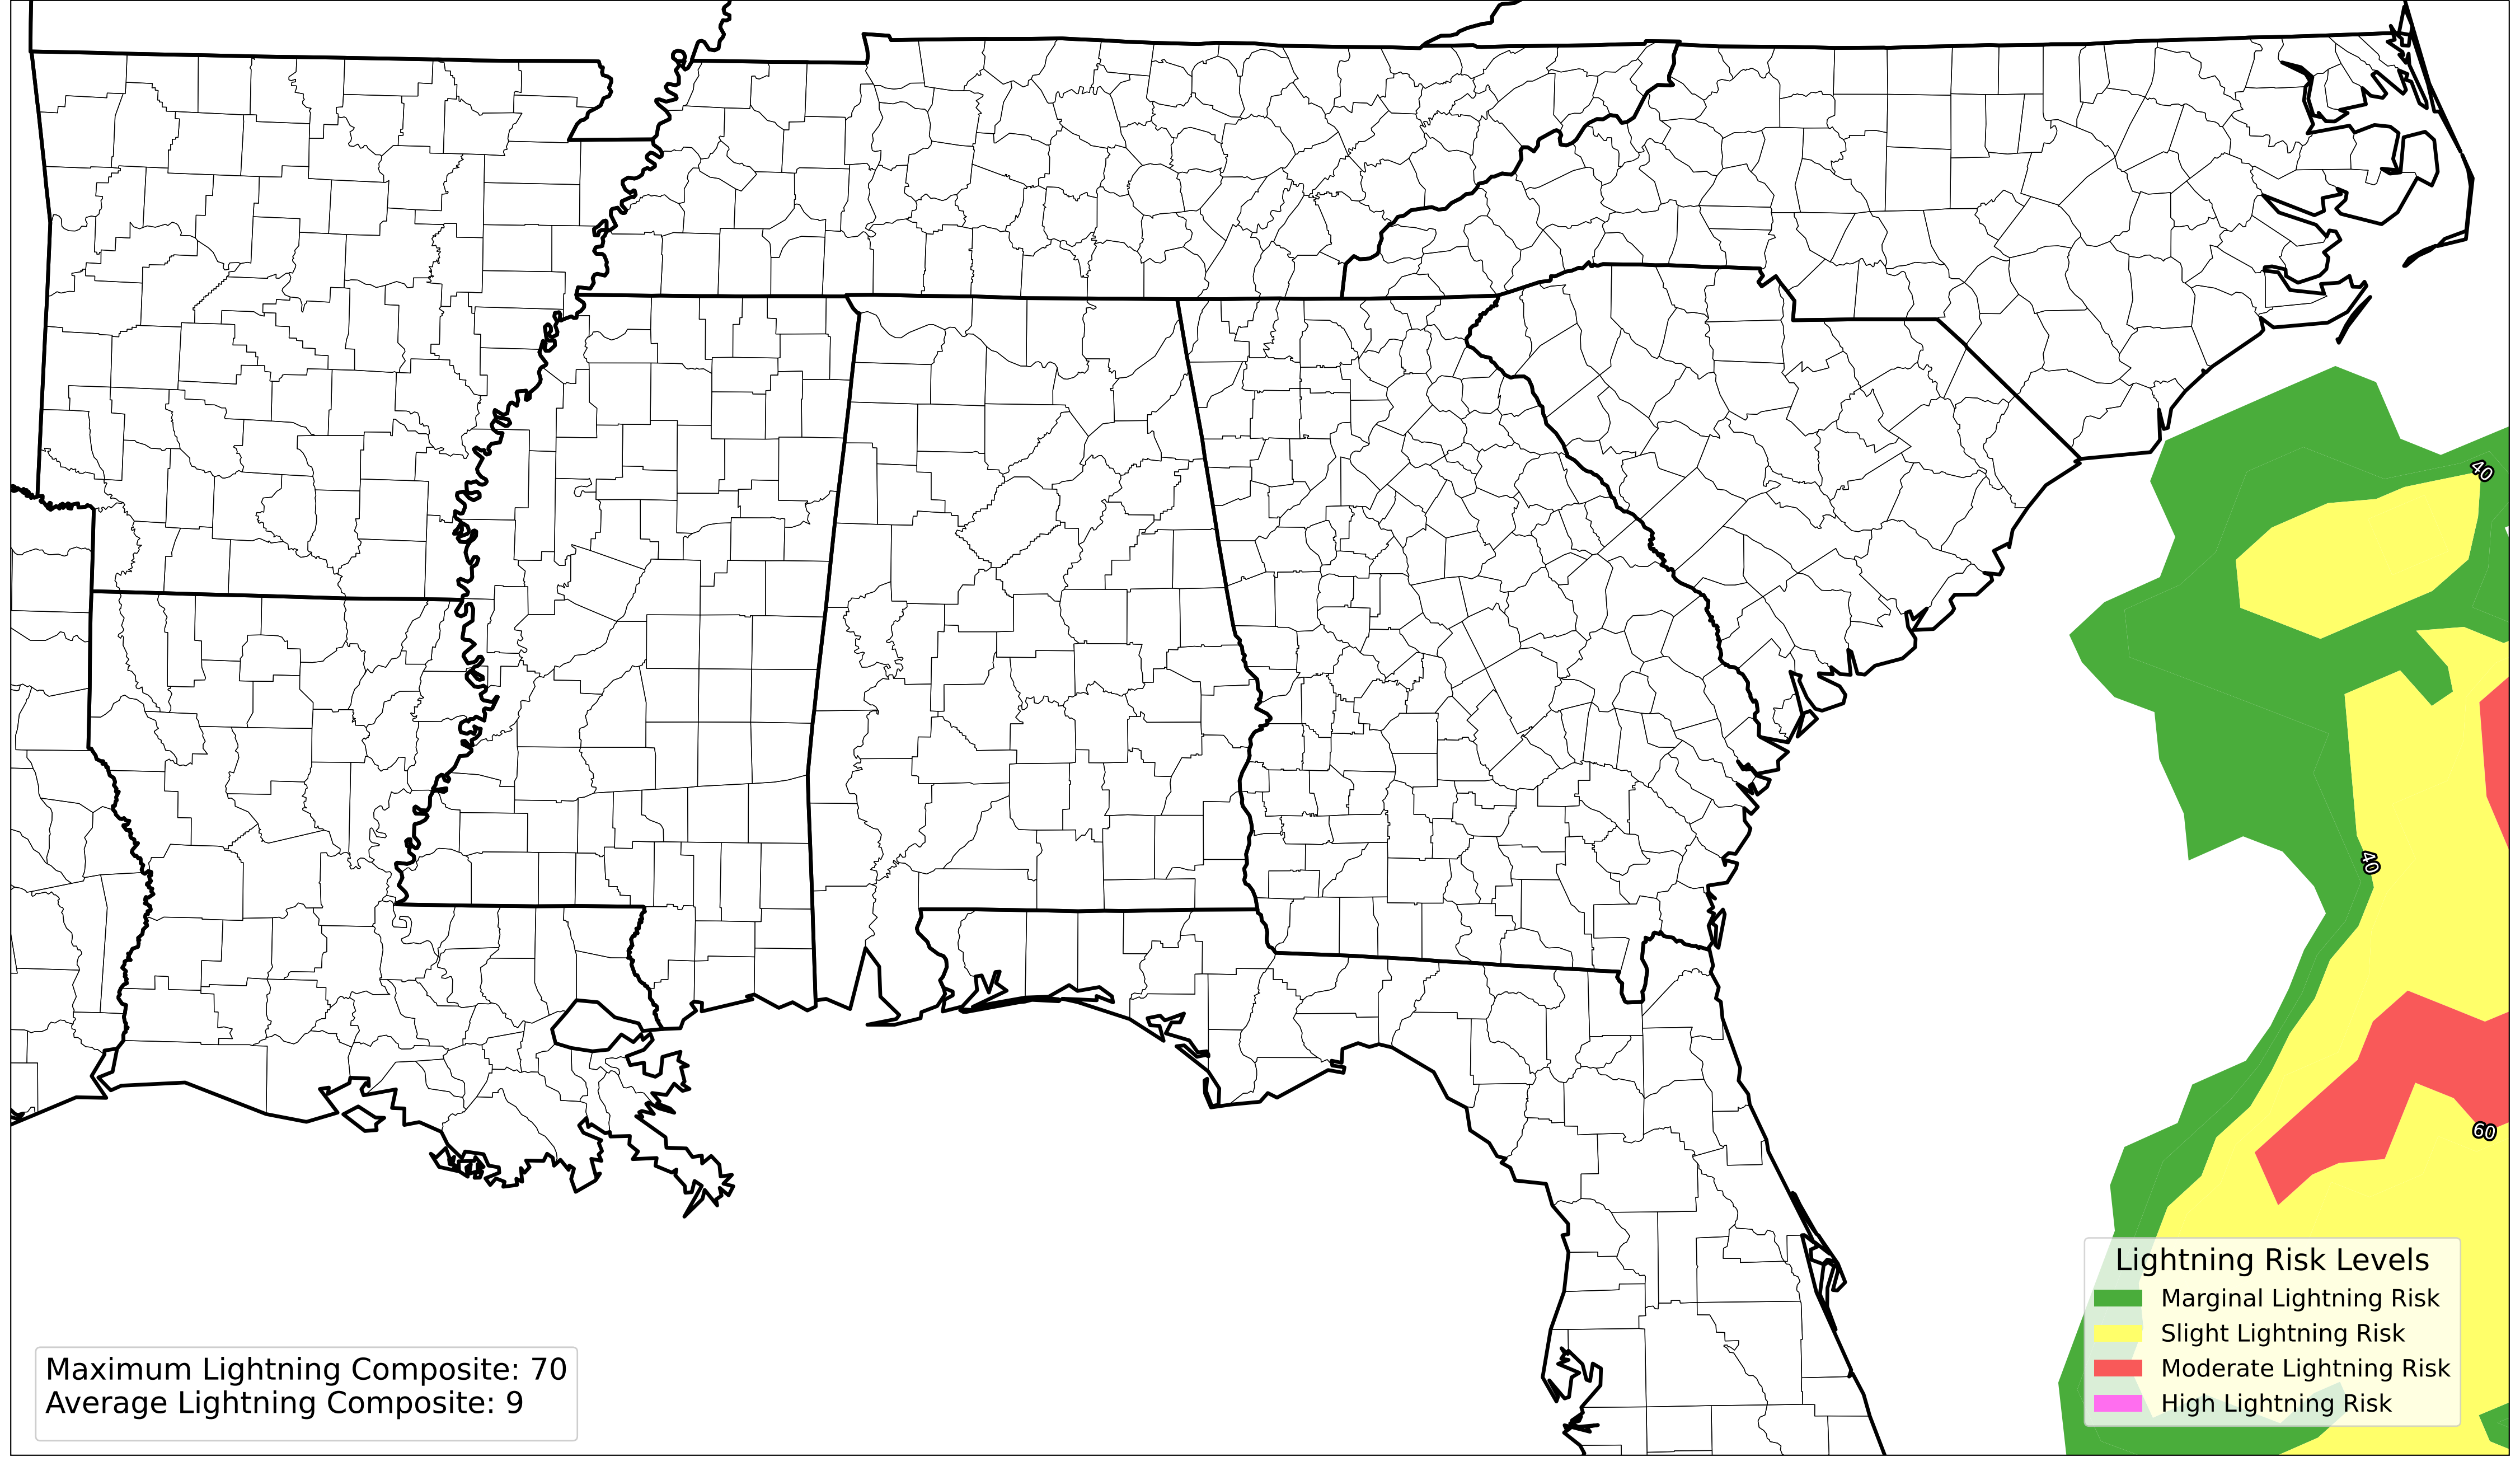 40
40
60
Lightning Risk Levels
Marginal Lightning Risk
Slight Lightning Risk
Moderate Lightning Risk
High Lightning Risk
Maximum Lightning Composite: 70
Average Lightning Composite: 9